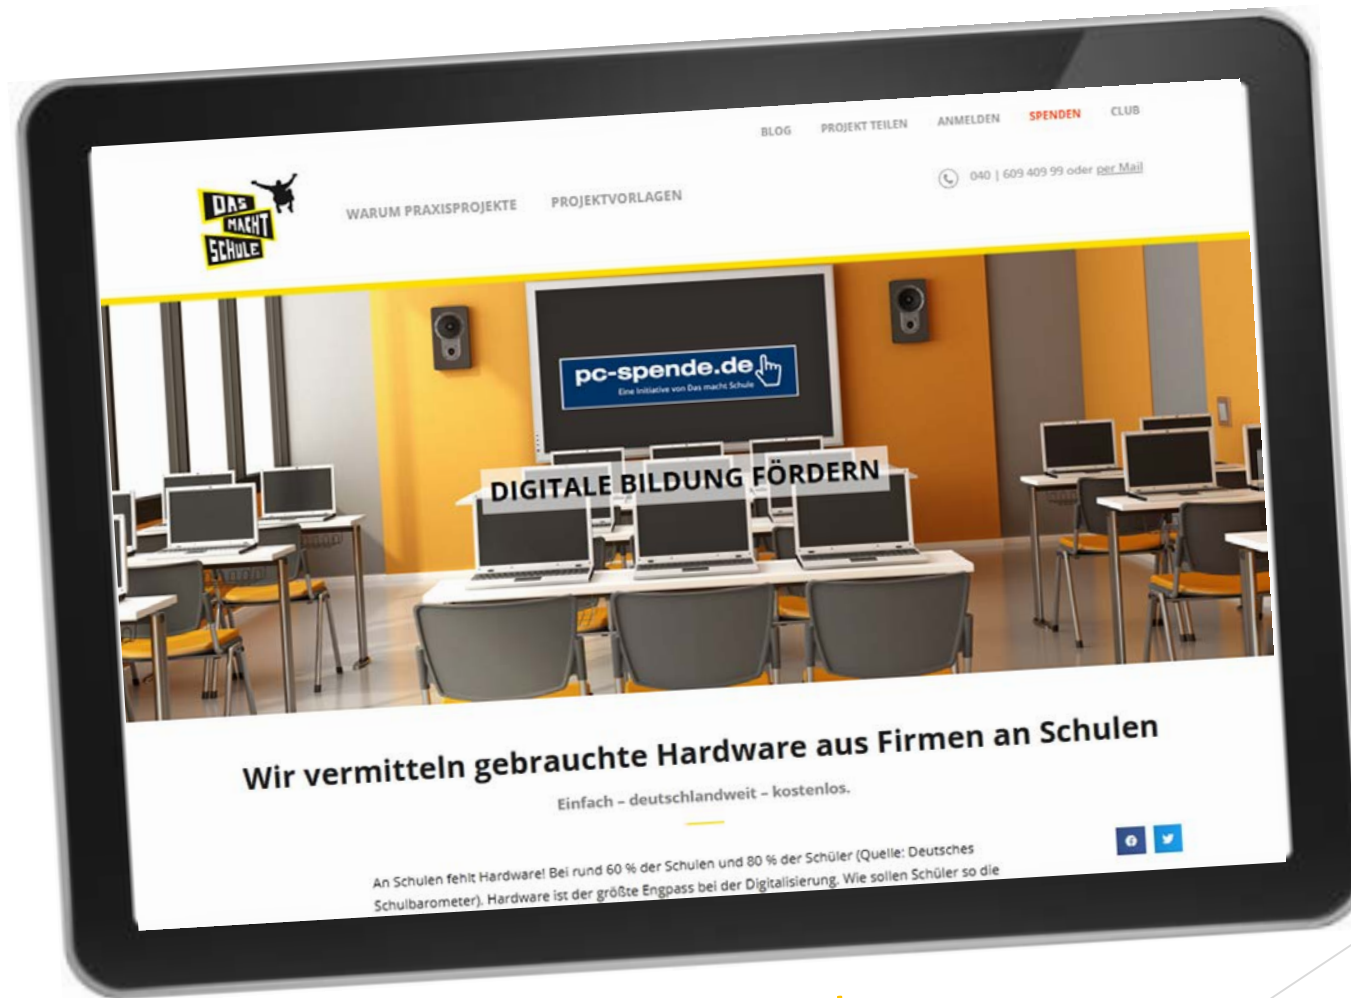 BLOG PROJEKT TEILEN ANMELDEN SPENDEN CLUB
DAS
MACHT
SCHULE
WARUM PRAXISPROJEKTE PROJEKTVORLAGEN
040 | 609 409 99 oder per Mail
pc-spende.de
Eine Initiative von Das macht Schule
DIGITALE BILDUNG FÖRDERN
Wir vermitteln gebrauchte Hardware aus Firmen an Schulen
Einfach – deutschlandweit – kostenlos.
An Schulen fehlt Hardware! Bei rund 60 % der Schulen und 80 % der Schüler (Quelle: Deutsches
Schulbarometer). Hardware ist der größte Engpass bei der Digitalisierung. Wie sollen Schüler so die